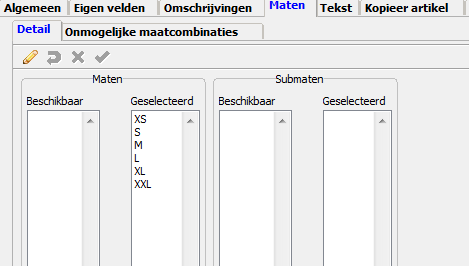 Algemeen Eigen velden Omschrijvingen Maten Tekst Kopieer artikel
Detail Onmogelijke maatcombinaties
Maten Submaten
Beschikbaar Geselecteerd Beschikbaar Geselecteerd
XS
S
M
L
XL
XXL